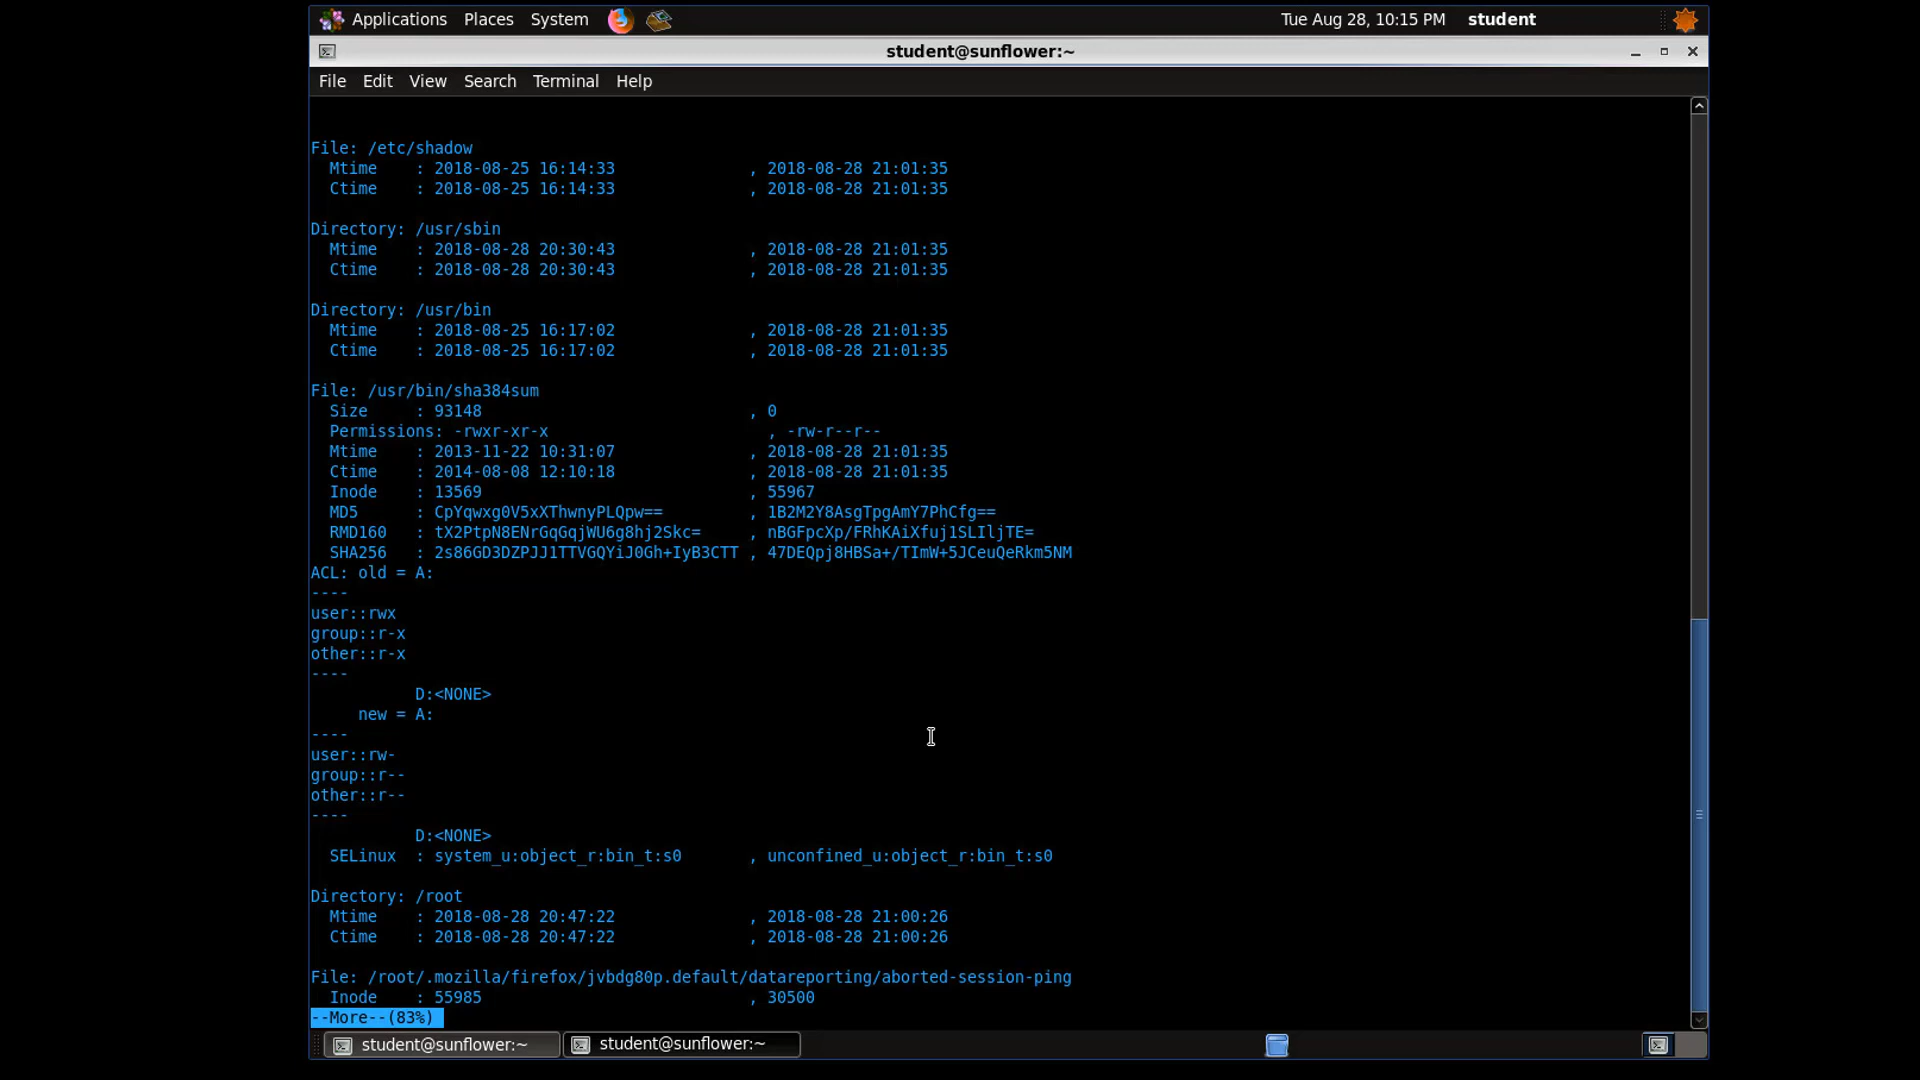 Applications Places System Tue Aug 28, 10:15 PM student
student@sunflower:~
File Edit View Search Terminal Help
File: /etc/shadow
Mtime : 2018-08-25 16:14:33 , 2018-08-28 21:01:35
Ctime : 2018-08-25 16:14:33 , 2018-08-28 21:01:35
Directory: /usr/sbin
Mtime : 2018-08-28 20:30:43 , 2018-08-28 21:01:35
Ctime : 2018-08-28 20:30:43 , 2018-08-28 21:01:35
Directory: /usr/bin
Mtime : 2018-08-25 16:17:02 , 2018-08-28 21:01:35
Ctime : 2018-08-25 16:17:02 , 2018-08-28 21:01:35
File: /usr/bin/sha384sum
Size : 93148 , 0
Permissions: -rwxr-xr-x , -rw-r--r--
Mtime : 2013-11-22 10:31:07 , 2018-08-28 21:01:35
Ctime : 2014-08-08 12:10:18 , 2018-08-28 21:01:35
Inode : 13569 , 55967
MD5 : CpYqwxg0V5xXThwnyPLQpw== , 1B2M2Y8AsgTpgAmY7PhCfg==
RMD160 : tX2PtpN8ENrGqGqjWU6g8hj2Skc= , nBGFpcXp/FRhKAiXfuj1SLIljTE=
SHA256 : 2s86GD3DZPJJ1TTVGQYiJ0Gh+IyB3CTT , 47DEQpj8HBSa+/TImW+5JCeuQeRkm5NM
ACL: old = A:
----
user::rwx
group::r-x
other::r-x
----
D:<NONE>
new = A:
----
user::rw-
group::r--
other::r--
----
D:<NONE>
SELinux : system_u:object_r:bin_t:s0 , unconfined_u:object_r:bin_t:s0
Directory: /root
Mtime : 2018-08-28 20:47:22 , 2018-08-28 21:00:26
Ctime : 2018-08-28 20:47:22 , 2018-08-28 21:00:26
File: /root/.mozilla/firefox/jvbdg80p.default/datareporting/aborted-session-ping
Inode : 55985 , 30500
--More--(83%)
student@sunflower:~ student@sunflower:~